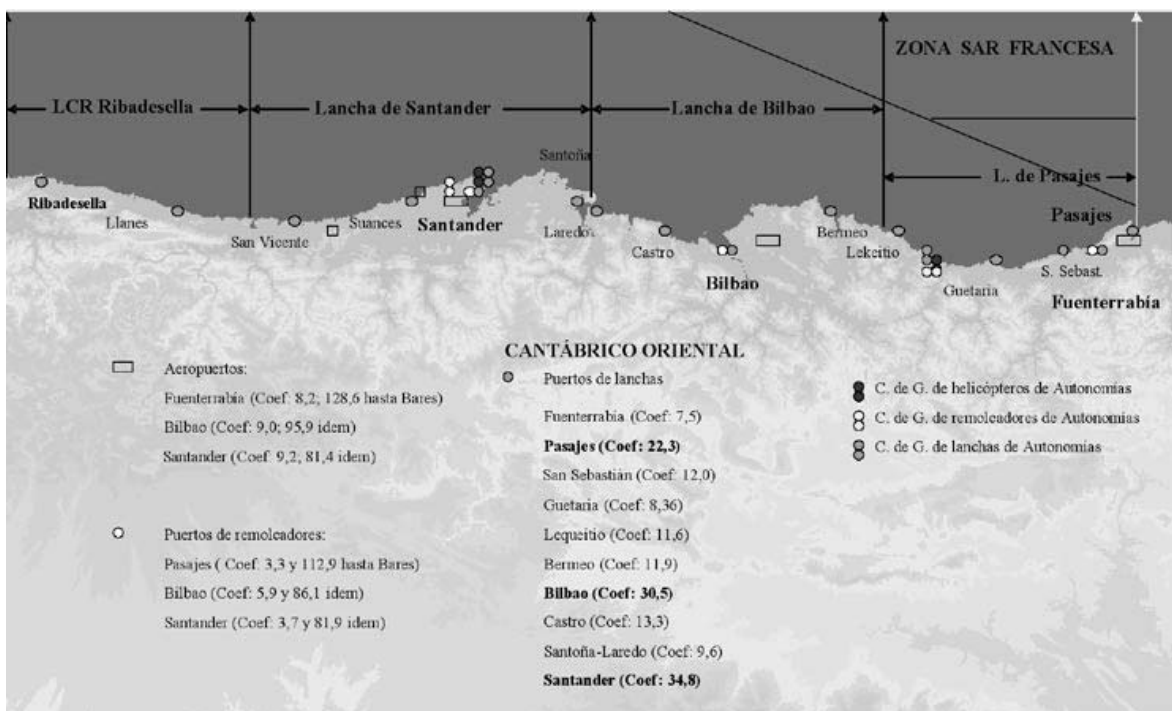 ZONA SAR FRANCESA
LCR Ribadesella
Lancha de Santander
Lancha de Bilbao
L. de Pasajes
Santoña
Ribadesella
Llanes
San Vicente
Suances
Santander
Laredo
Castro
Bilbao
Bermeo
Lekeitio
Guetaria
S. Sebast.
Pasajes
Fuenterrabía
CANTÁBRICO ORIENTAL
Aeropuertos:
Fuenterrabia (Coef: 8,2; 128,6 hasta Bares)
Bilbao (Coef: 9,0; 95,9 idem)
Santander (Coef: 9,2; 81,4 idem)
Puertos de remolcadores:
Pasajes ( Coef: 3,3 y 112,9 hasta Bares)
Bilbao (Coef: 5,9 y 86,1 idem)
Santander (Coef: 3,7 y 81,9 idem)
Puertos de lanchas
Fuenterrabia (Coef: 7,5)
Pasajes (Coef: 22,3)
San Sebastián (Coef: 12,0)
Guetaria (Coef: 8,36)
Lequeitio (Coef: 11,6)
Bermeo (Coef: 11,9)
Bilbao (Coef: 30,5)
Castro (Coef: 13,3)
Santoña-Laredo (Coef: 9,6)
Santander (Coef: 34,8)
C. de G. de helicópteros de Autonomías
C. de G. de remolcadores de Autonomías
C. de G. de lanchas de Autonomías